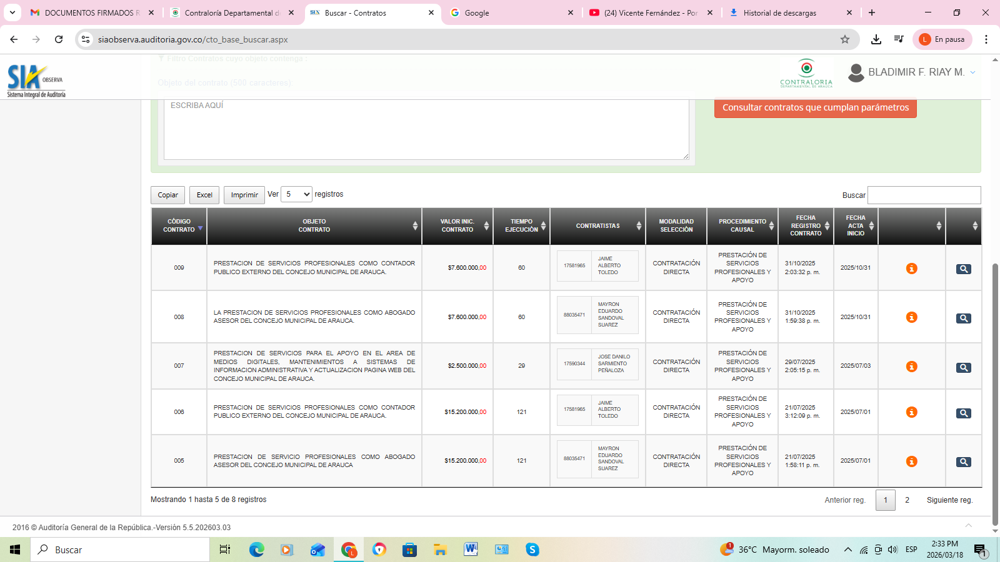 DOCUMENTOS FIRMADOS R
Contraloría Departamental de
SIA Buscar - Contratos
Google
(24) Vicente Fernández - Por
Historial de descargas
siaobserva.auditoria.gov.co/cto_base_buscar.aspx
L En pausa
SIA OBSERVA
Sistema Integral de Auditoría
Filtro Contratos cuyo objeto contenga :
Objeto del contrato (500 caracteres)
CONTRALORIA
DEPARTAMENTAL DE ARAUCA
BLADIMIR F. RIAY M.
ESCRIBA AQUÍ
Consultar contratos que cumplan parámetros
Copiar Excel Imprimir Ver 5 registros
Buscar
CÓDIGO CONTRATO OBJETO CONTRATO VALOR INIC. CONTRATO TIEMPO EJECUCIÓN CONTRATISTAS MODALIDAD SELECCIÓN PROCEDIMIENTO CAUSAL FECHA REGISTRO CONTRATO FECHA ACTA INICIO
009
PRESTACION DE SERVICIOS PROFESIONALES COMO CONTADOR
PUBLICO EXTERNO DEL CONCEJO MUNICIPAL DE ARAUCA.
$7.600.000,00
60
17581965
JAIME
ALBERTO
TOLEDO
CONTRATACIÓN
DIRECTA
PRESTACIÓN DE
SERVICIOS
PROFESIONALES Y
APOYO
31/10/2025
2:03:32 p. m.
2025/10/31
008
LA PRESTACION DE SERVICIOS PROFESIONALES COMO ABOGADO
ASESOR DEL CONCEJO MUNICIPAL DE ARAUCA.
$7.600.000,00
60
88035471
MAYRON
EDUARDO
SANDOVAL
SUAREZ
CONTRATACIÓN
DIRECTA
PRESTACIÓN DE
SERVICIOS
PROFESIONALES Y
APOYO
31/10/2025
1:59:38 p. m.
2025/10/31
007
PRESTACION DE SERVICIOS PARA EL APOYO EN EL AREA DE
MEDIOS DIGITALES, MANTENIMIENTOS A SISTEMAS DE
INFORMACION ADMINISTRATIVA Y ACTUALIZACION PAGINA WEB DEL
CONCEJO MUNICIPAL DE ARAUCA.
$2.500.000,00
29
17590344
JOSE DANILO
SARMIENTO
PEÑALOZA
CONTRATACIÓN
DIRECTA
PRESTACIÓN DE
SERVICIOS
PROFESIONALES Y
APOYO
29/07/2025
2:05:15 p. m.
2025/07/03
006
PRESTACION DE SERVICIOS PROFESIONALES COMO CONTADOR
PUBLICO EXTERNO DEL CONCEJO MUNICIPAL DE ARAUCA.
$15.200.000,00
121
17581965
JAIME
ALBERTO
TOLEDO
CONTRATACIÓN
DIRECTA
PRESTACIÓN DE
SERVICIOS
PROFESIONALES Y
APOYO
21/07/2025
3:12:09 p. m.
2025/07/01
005
PRESTACION DE SERVICIO PROFESIONALES COMO ABOGADO
ASESOR DEL CONCEJO MUNICIPAL DE ARAUCA
$15.200.000,00
121
88035471
MAYRON
EDUARDO
SANDOVAL
SUAREZ
CONTRATACIÓN
DIRECTA
PRESTACIÓN DE
SERVICIOS
PROFESIONALES Y
APOYO
21/07/2025
1:58:11 p. m.
2025/07/01
Mostrando 1 hasta 5 de 8 registros
Anterior reg. 1 2 Siguiente reg.
2016 © Auditoría General de la República.-Versión 5.5.202603.03
Buscar
1 36°C Mayorm. soleado
ESP
2:33 PM
2026/03/18
1